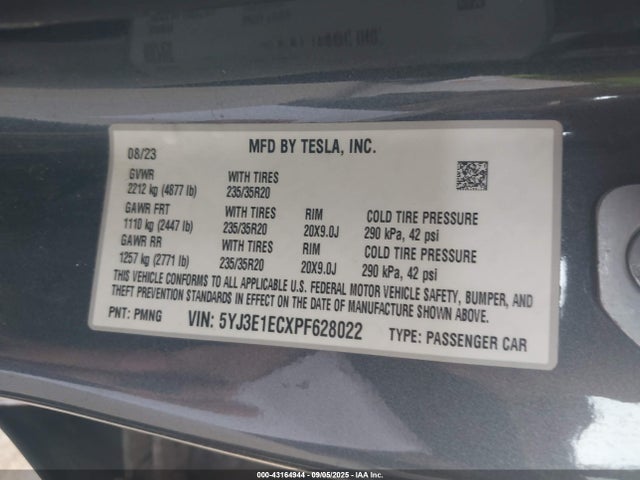 MFD BY TESLA, INC.
08/23
GVWR WITH TIRES
2212 kg (4877 lb) 235/35R20
GAWR FRT WITH TIRES RIM COLD TIRE PRESSURE
1110 kg (2447 lb) 235/35R20 20X9.0J 290 kPa, 42 psi
GAWR RR WITH TIRES RIM COLD TIRE PRESSURE
1257 kg (2771 lb) 235/35R20 20X9.0J 290 kPa, 42 psi
THIS VEHICLE CONFORMS TO ALL APPLICABLE U.S. FEDERAL MOTOR VEHICLE SAFETY, BUMPER, AND
THEFT PREVENTION STANDARDS IN EFFECT ON THE DATE OF MANUFACTURE SHOWN ABOVE.
PNT: PMNG VIN: 5YJ3E1ECXPF628022 TYPE: PASSENGER CAR
000-43164944 - 09/05/2025 - IAA Inc.